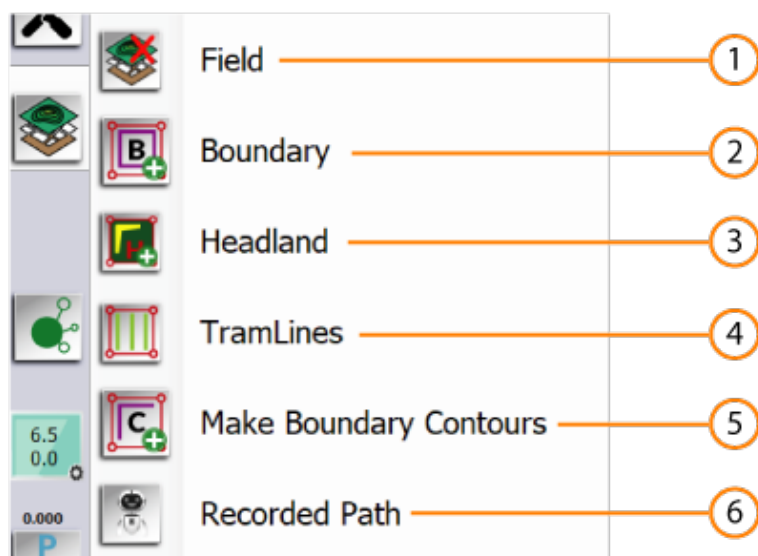 Field 1
B Boundary 2
H Headland 3
TramLines 4
C Make Boundary Contours 5
6.5
0.0
Recorded Path 6
0.000
P